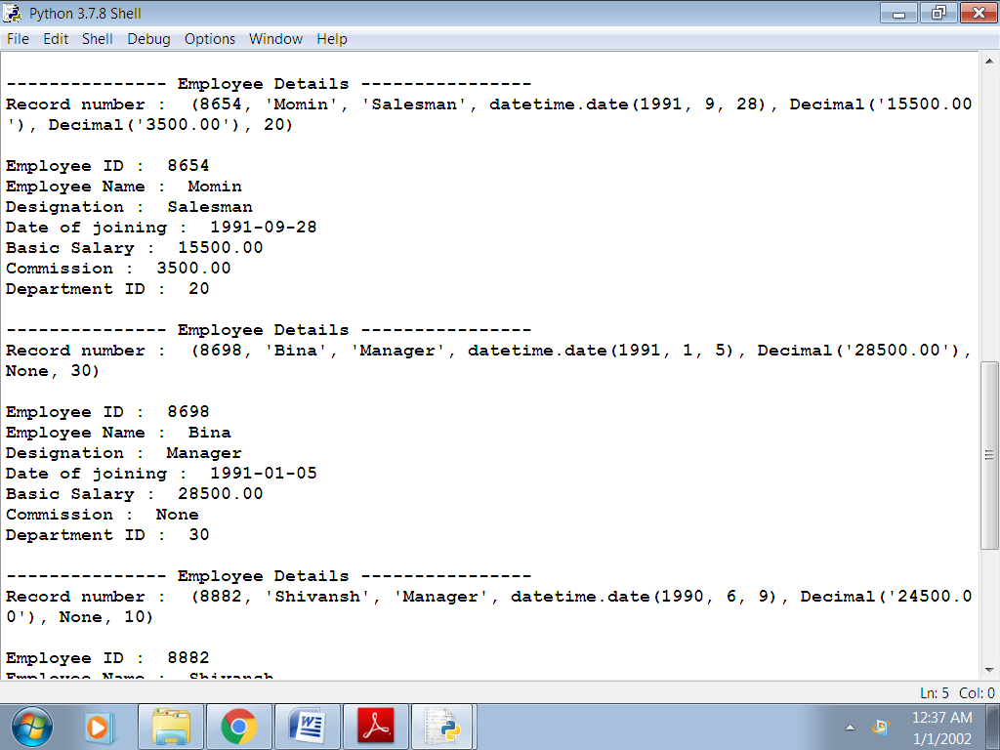 Python 3.7.8 Shell
File Edit Shell Debug Options Window Help
--------------- Employee Details ----------------
Record number :  (8654, 'Momin', 'Salesman', datetime.date(1991, 9, 28), Decimal('15500.00
'), Decimal('3500.00'), 20)
Employee ID :  8654
Employee Name :  Momin
Designation :  Salesman
Date of joining :  1991-09-28
Basic Salary :  15500.00
Commission :  3500.00
Department ID :  20
--------------- Employee Details ----------------
Record number :  (8698, 'Bina', 'Manager', datetime.date(1991, 1, 5), Decimal('28500.00'),
None, 30)
Employee ID :  8698
Employee Name :  Bina
Designation :  Manager
Date of joining :  1991-01-05
Basic Salary :  28500.00
Commission :  None
Department ID :  30
--------------- Employee Details ----------------
Record number :  (8882, 'Shivansh', 'Manager', datetime.date(1990, 6, 9), Decimal('24500.0
0'), None, 10)
Employee ID :  8882
Employee Name :  Shivansh
Ln: 5 Col: 0
12:37 AM
1/1/2002